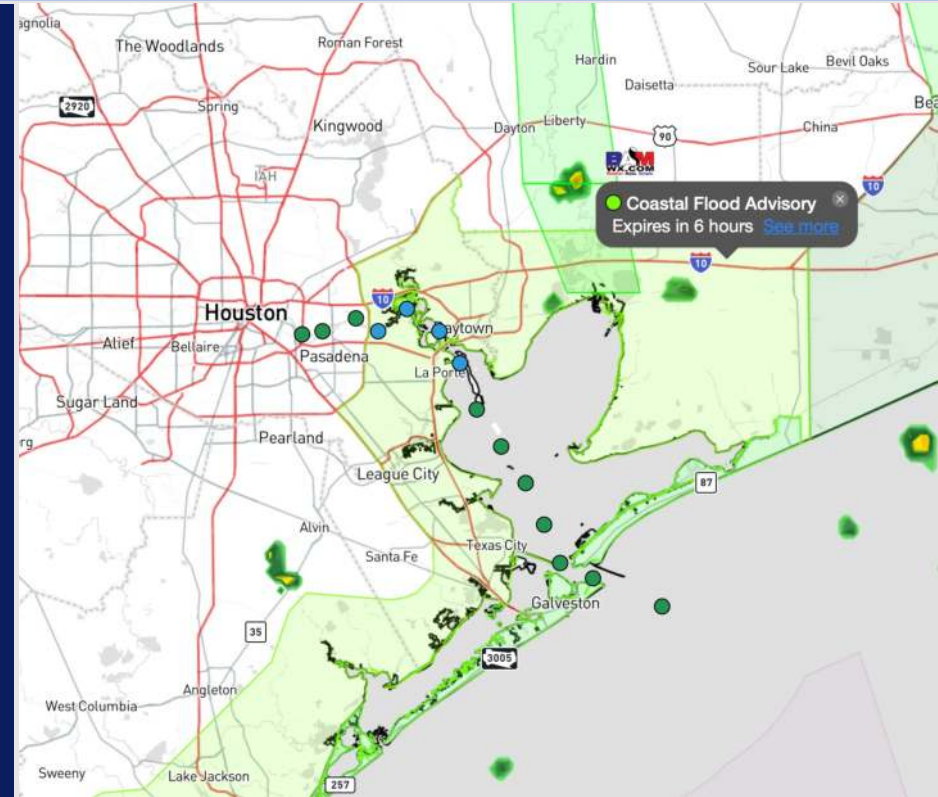 The Woodlands
Roman Forest
Hardin
Sour Lake
Bevil Oaks
Daisetta
2920
Spring
Kingwood
Dayton
Liberty
China
90
IAH
BAM
WX.COM
10
Coastal Flood Advisory
Expires in 6 hours See more
10
10
Houston
Alief
Bellaire
Pasadena
La Porte
Sugar Land
Pearland
League City
87
Alvin
Santa Fe
Texas City
Galveston
35
3005
Angleton
West Columbia
Sweeny
Lake Jackson
257